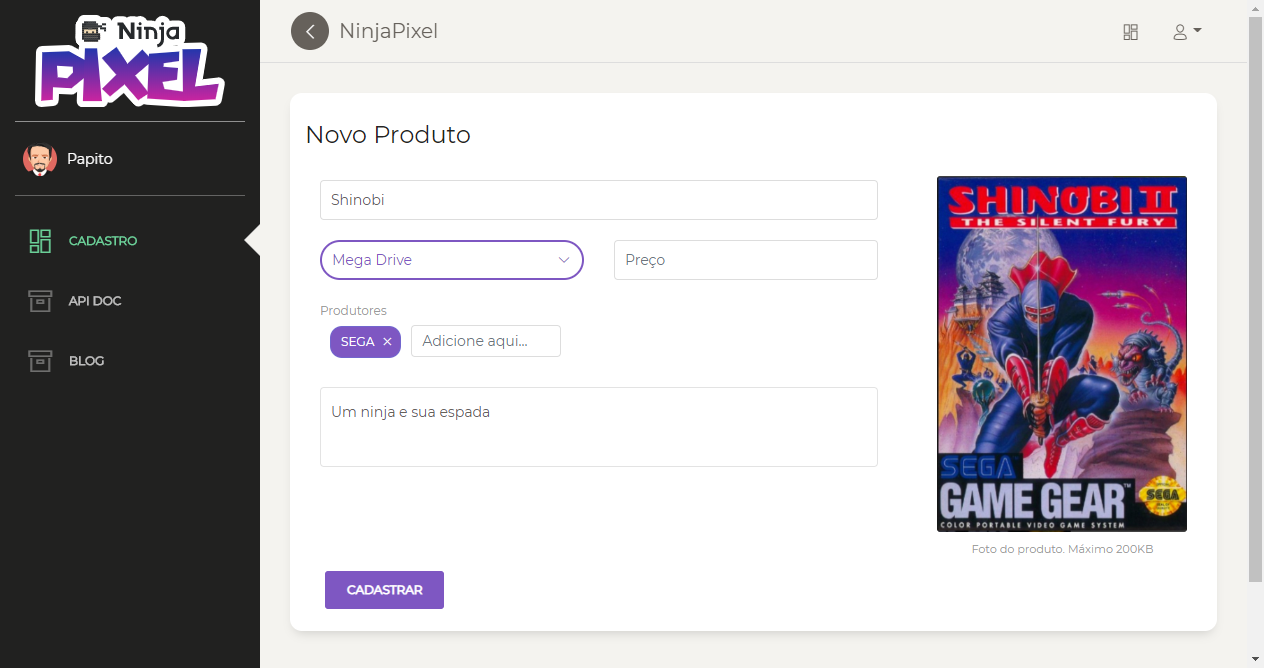 Ninja
PIXEL
Papito
CADASTRO
API DOC
BLOG
NinjaPixel
Novo Produto
Shinobi
Mega Drive
Preço
Produtores
SEGA ×
Adicione aqui...
Um ninja e sua espada
CADASTRAR
SHINOBI II
THE SILENT FURY
SEGA
GAME GEAR™
SEGA
COLOR PORTABLE VIDEO GAME SYSTEM
Foto do produto. Máximo 200KB